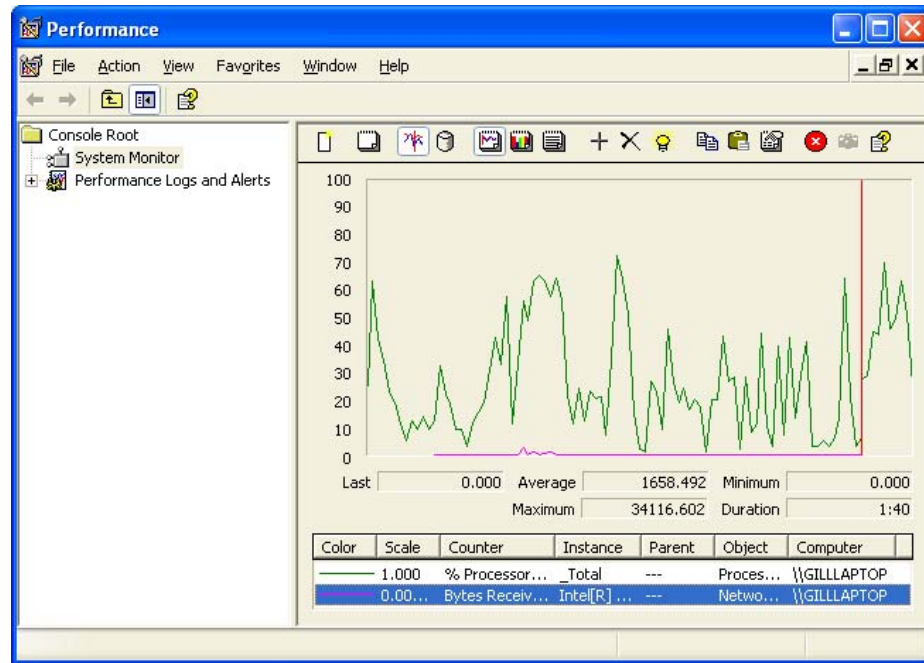 Performance
File Action View Favorites Window Help
Console Root
System Monitor
Performance Logs and Alerts
100
90
80
70
60
50
40
30
20
10
0
Last 0.000 Average 1658.492 Minimum 0.000
Maximum 34116.602 Duration 1:40
Color Scale Counter Instance Parent Object Computer
1.000 % Processor... _Total --- Proces... \\GILLLAPTOP
0.00... Bytes Receiv... Intel[R] ... --- Netwo... \\GILLLAPTOP